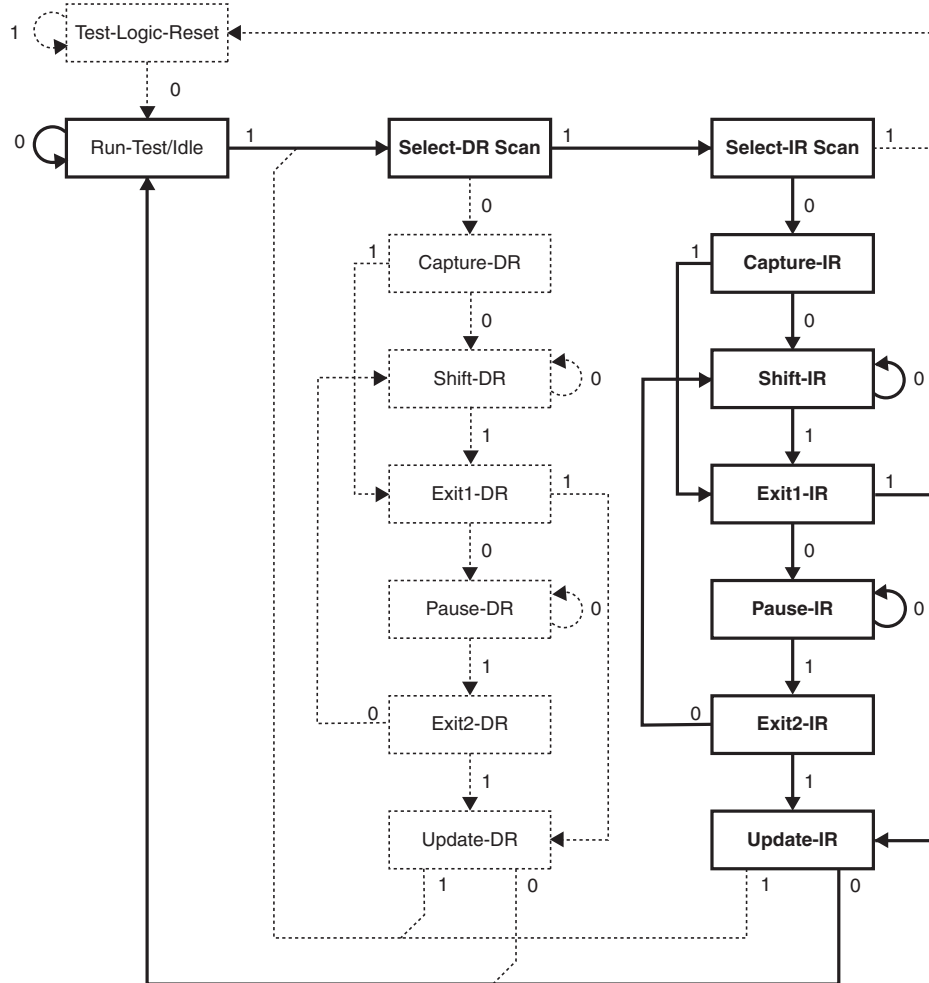 1 Test-Logic-Reset
0
0 Run-Test/Idle 1 Select-DR Scan 1 Select-IR Scan 1
0 0
1 Capture-DR 1 Capture-IR
0 0
Shift-DR 0 Shift-IR 0
1 1
Exit1-DR 1 Exit1-IR 1
0 0
Pause-DR 0 Pause-IR 0
1 1
0 Exit2-DR 0 Exit2-IR
1 1
Update-DR Update-IR
1 0 1 0